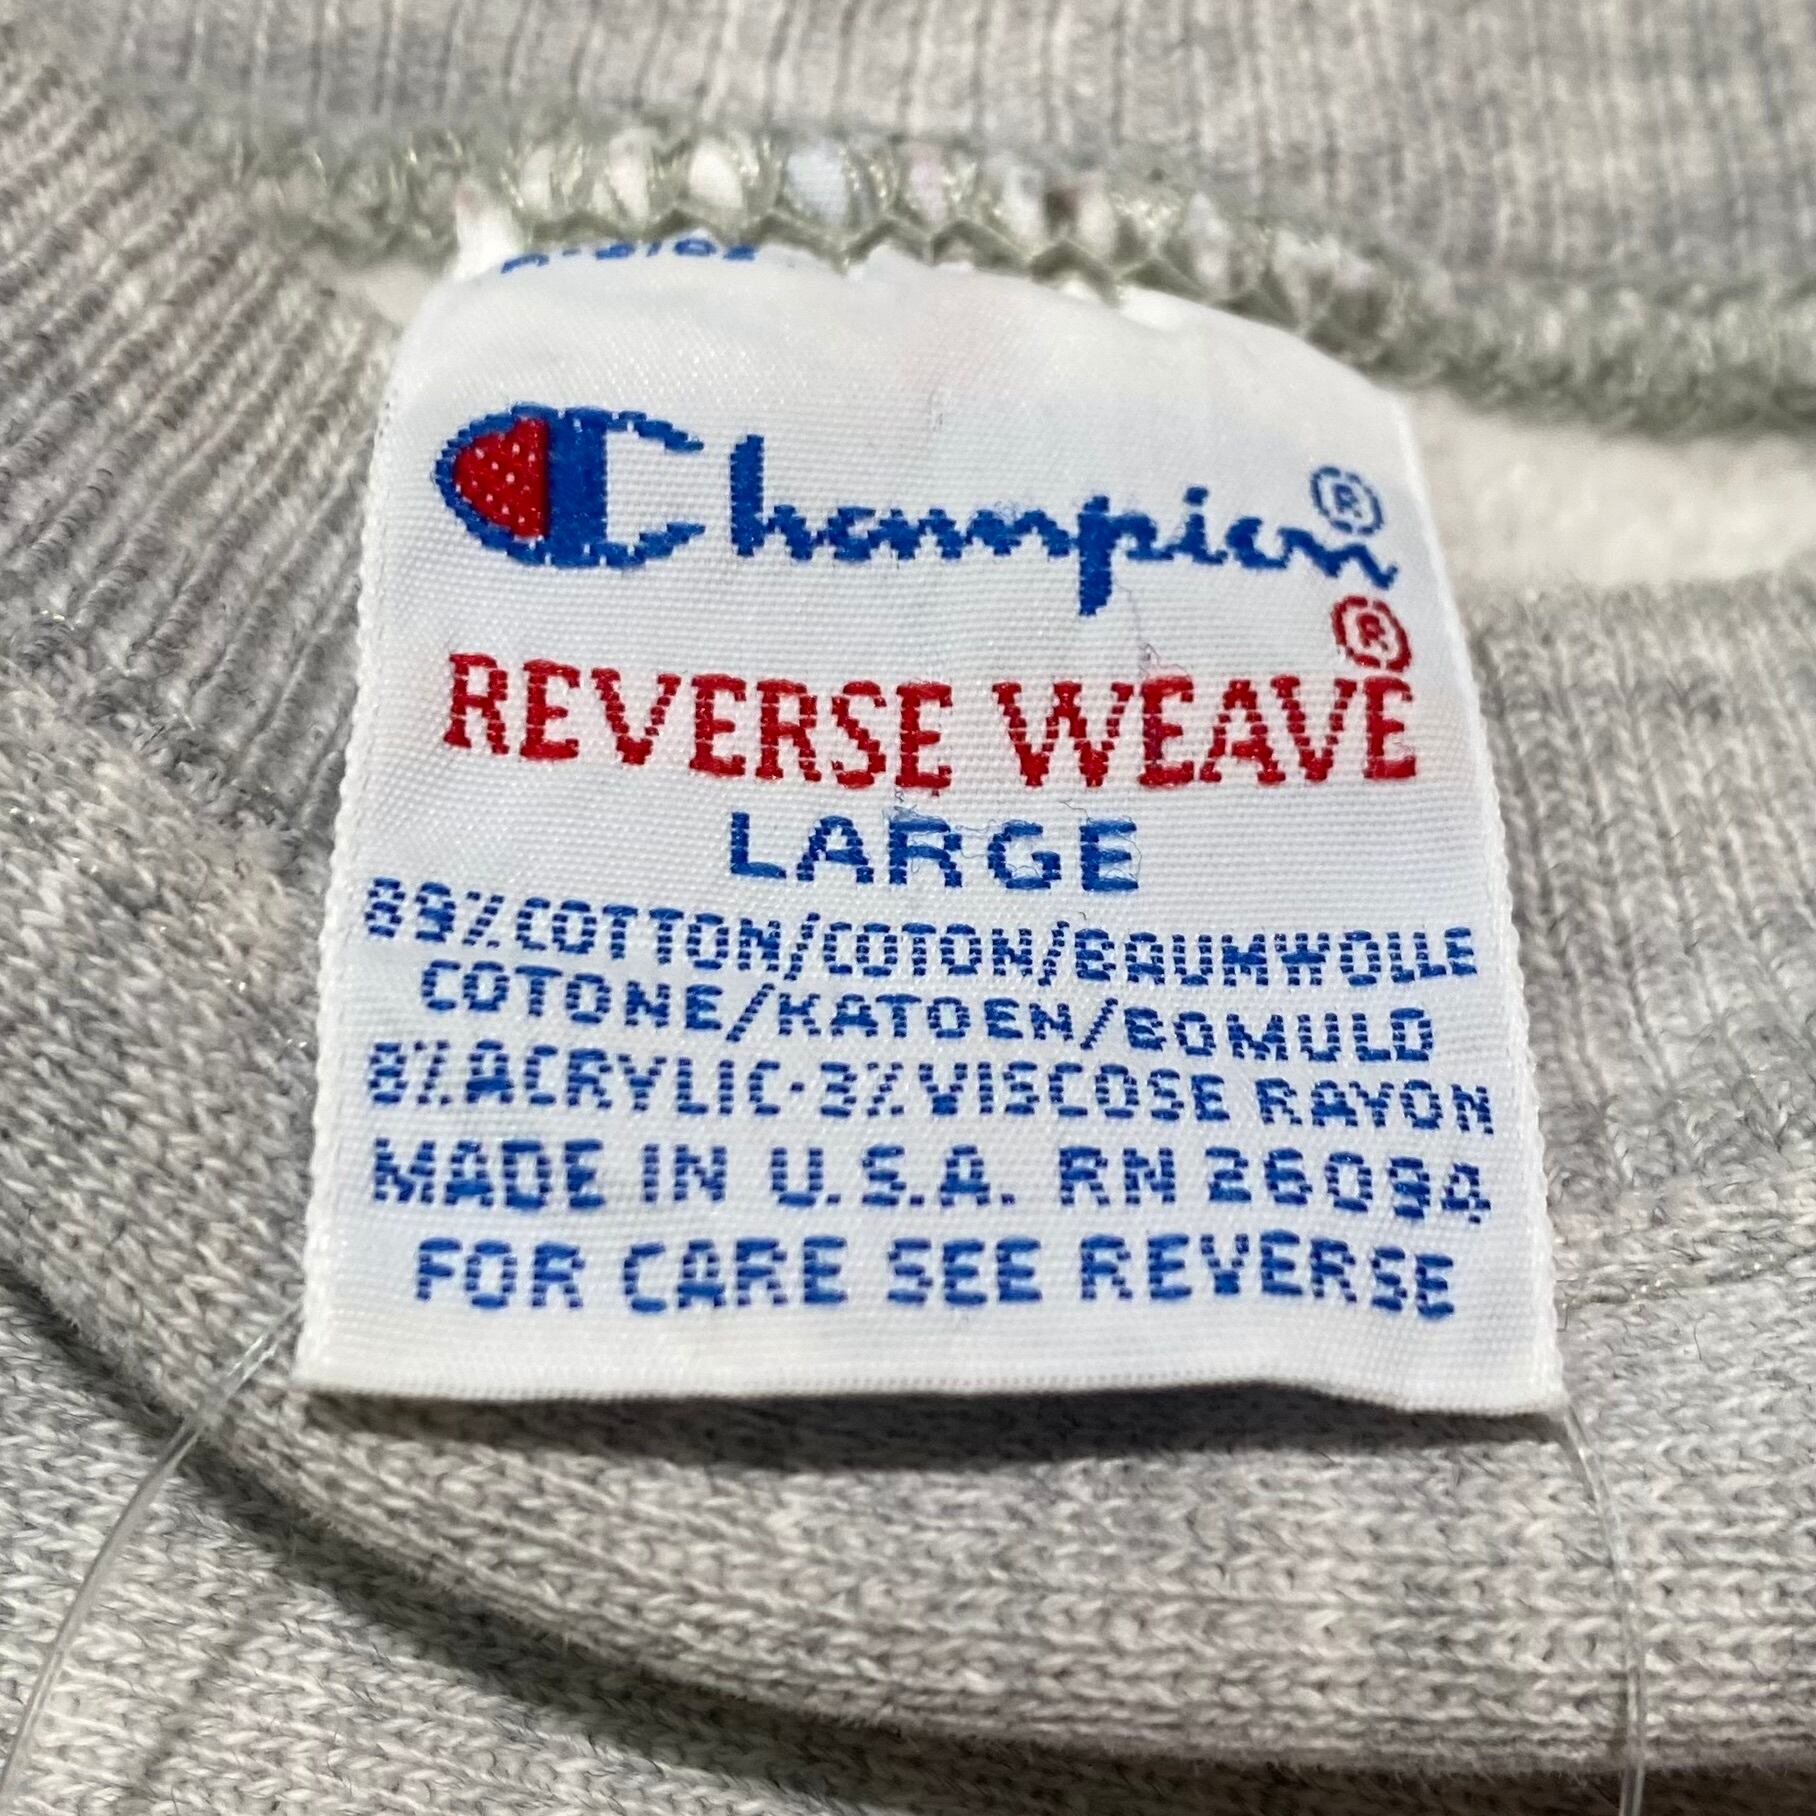 Champion®
REVERSE WEAVE®
LARGE
89% COTTON/COTON/BAUMWOLLE
COTONE/KATOEN/BOMULD
8% ACRYLIC·3% VISCOSE RAYON
MADE IN U.S.A. RN 26094
FOR CARE SEE REVERSE